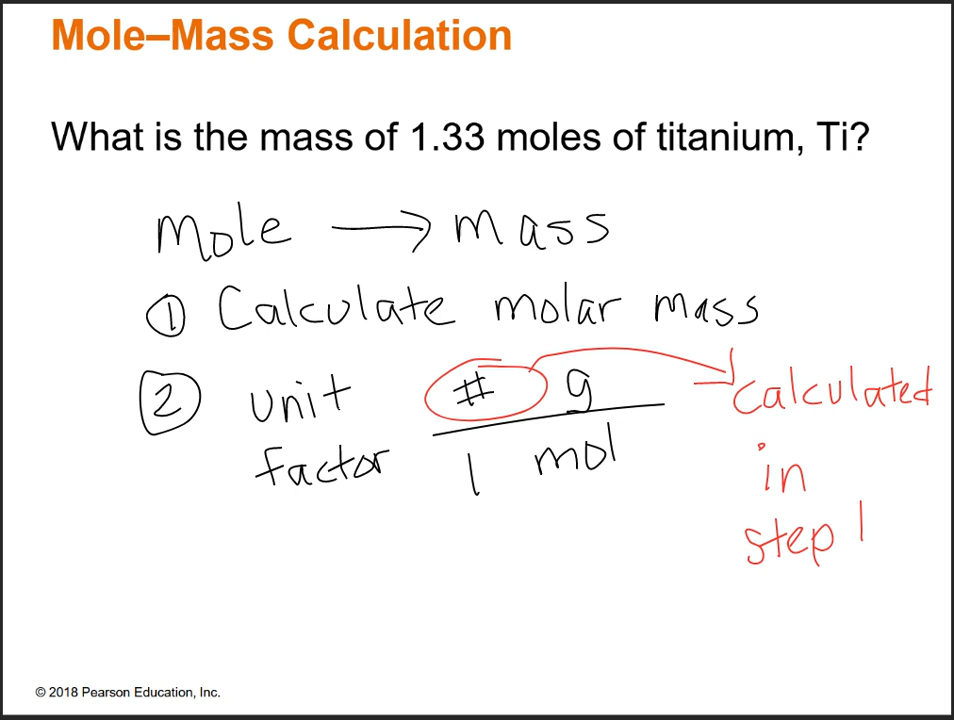 Mole–Mass Calculation
What is the mass of 1.33 moles of titanium, Ti?
Mole → mass
① Calculate molar mass
② unit # g calculated
factor 1 mol in
step 1
© 2018 Pearson Education, Inc.